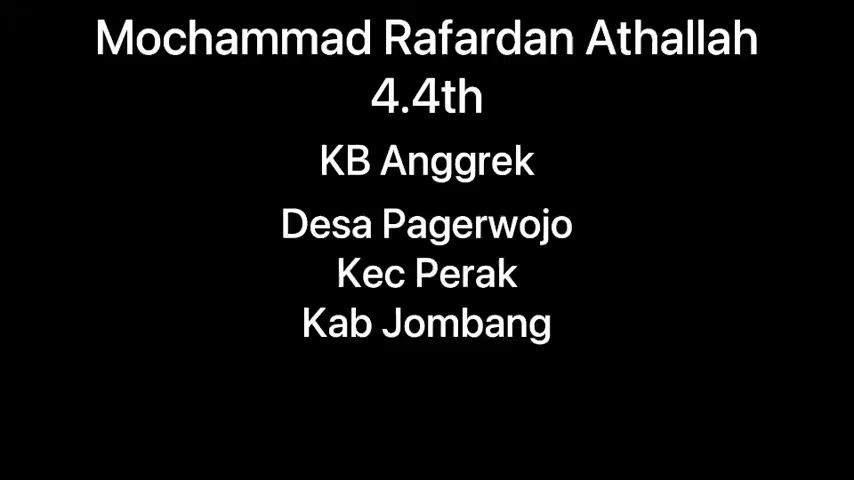 Mochammad Rafardan Athallah
4.4th
KB Anggrek
Desa Pagerwojo
Kec Perak
Kab Jombang